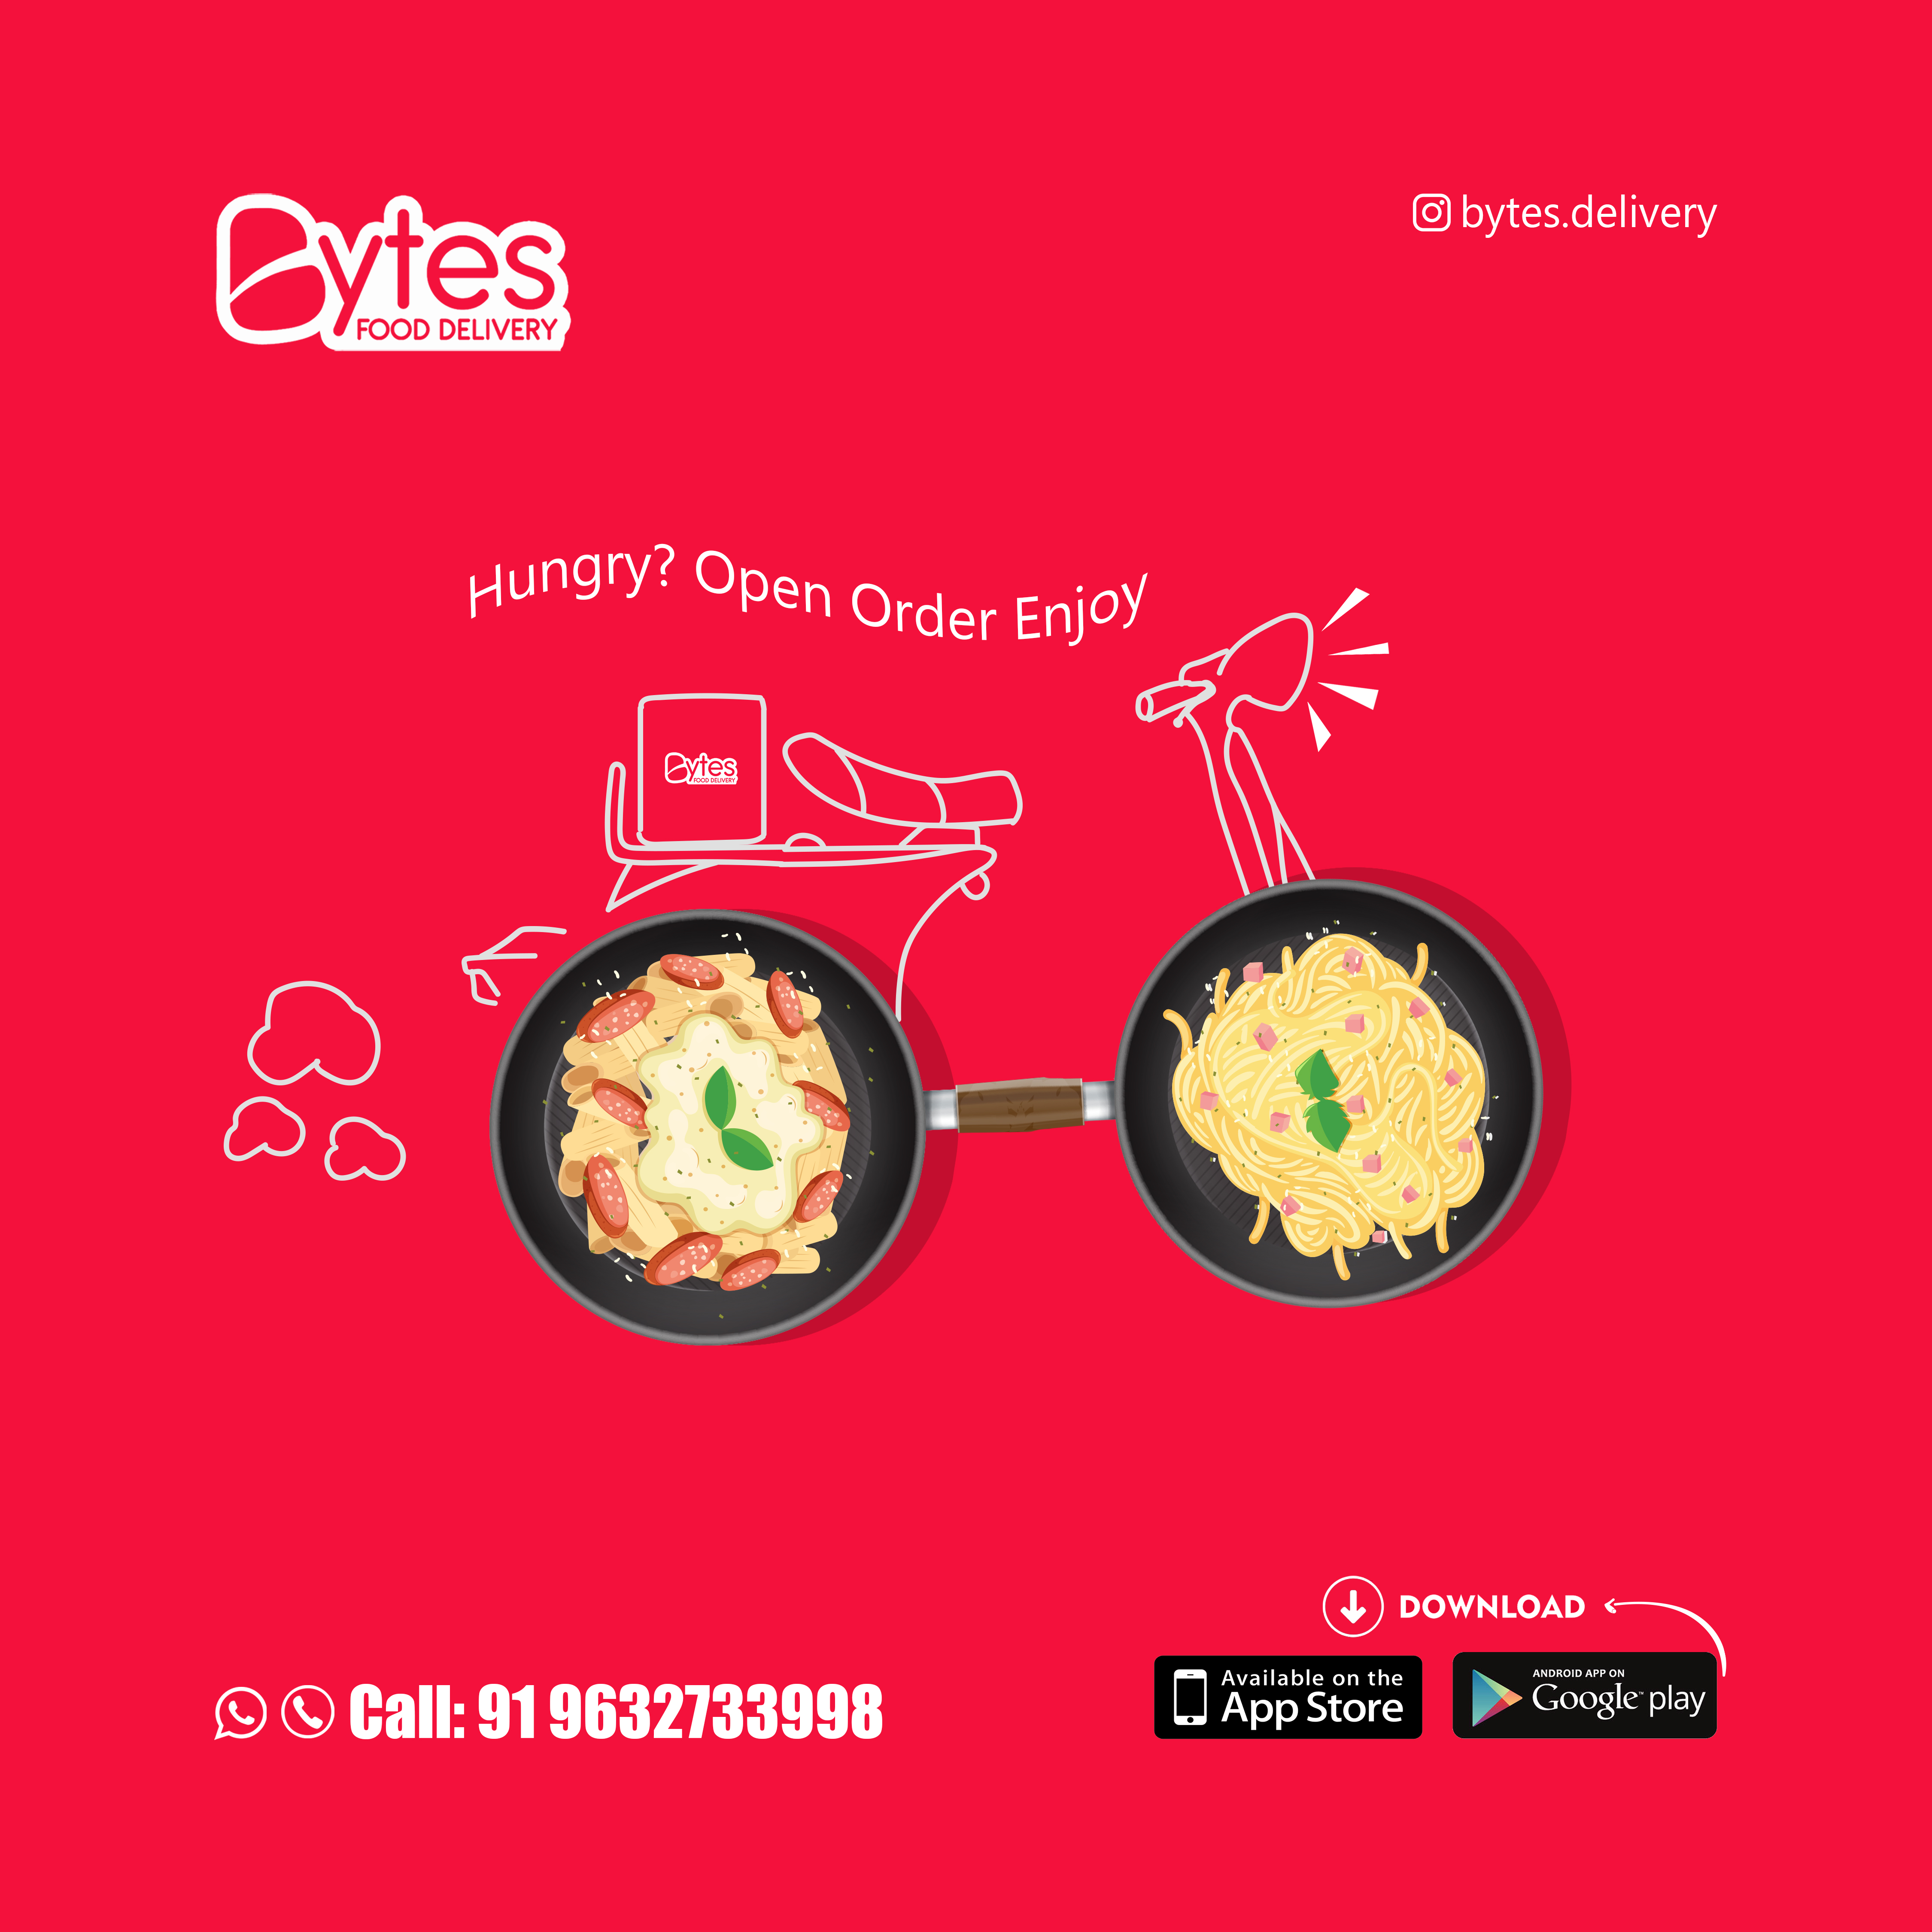 Bytes
FOOD DELIVERY
bytes.delivery
Hungry? Open Order Enjoy
Bytes
FOOD DELIVERY
DOWNLOAD
Call: 91 9632733998
Available on the
App Store
ANDROID APP ON
Google™ play